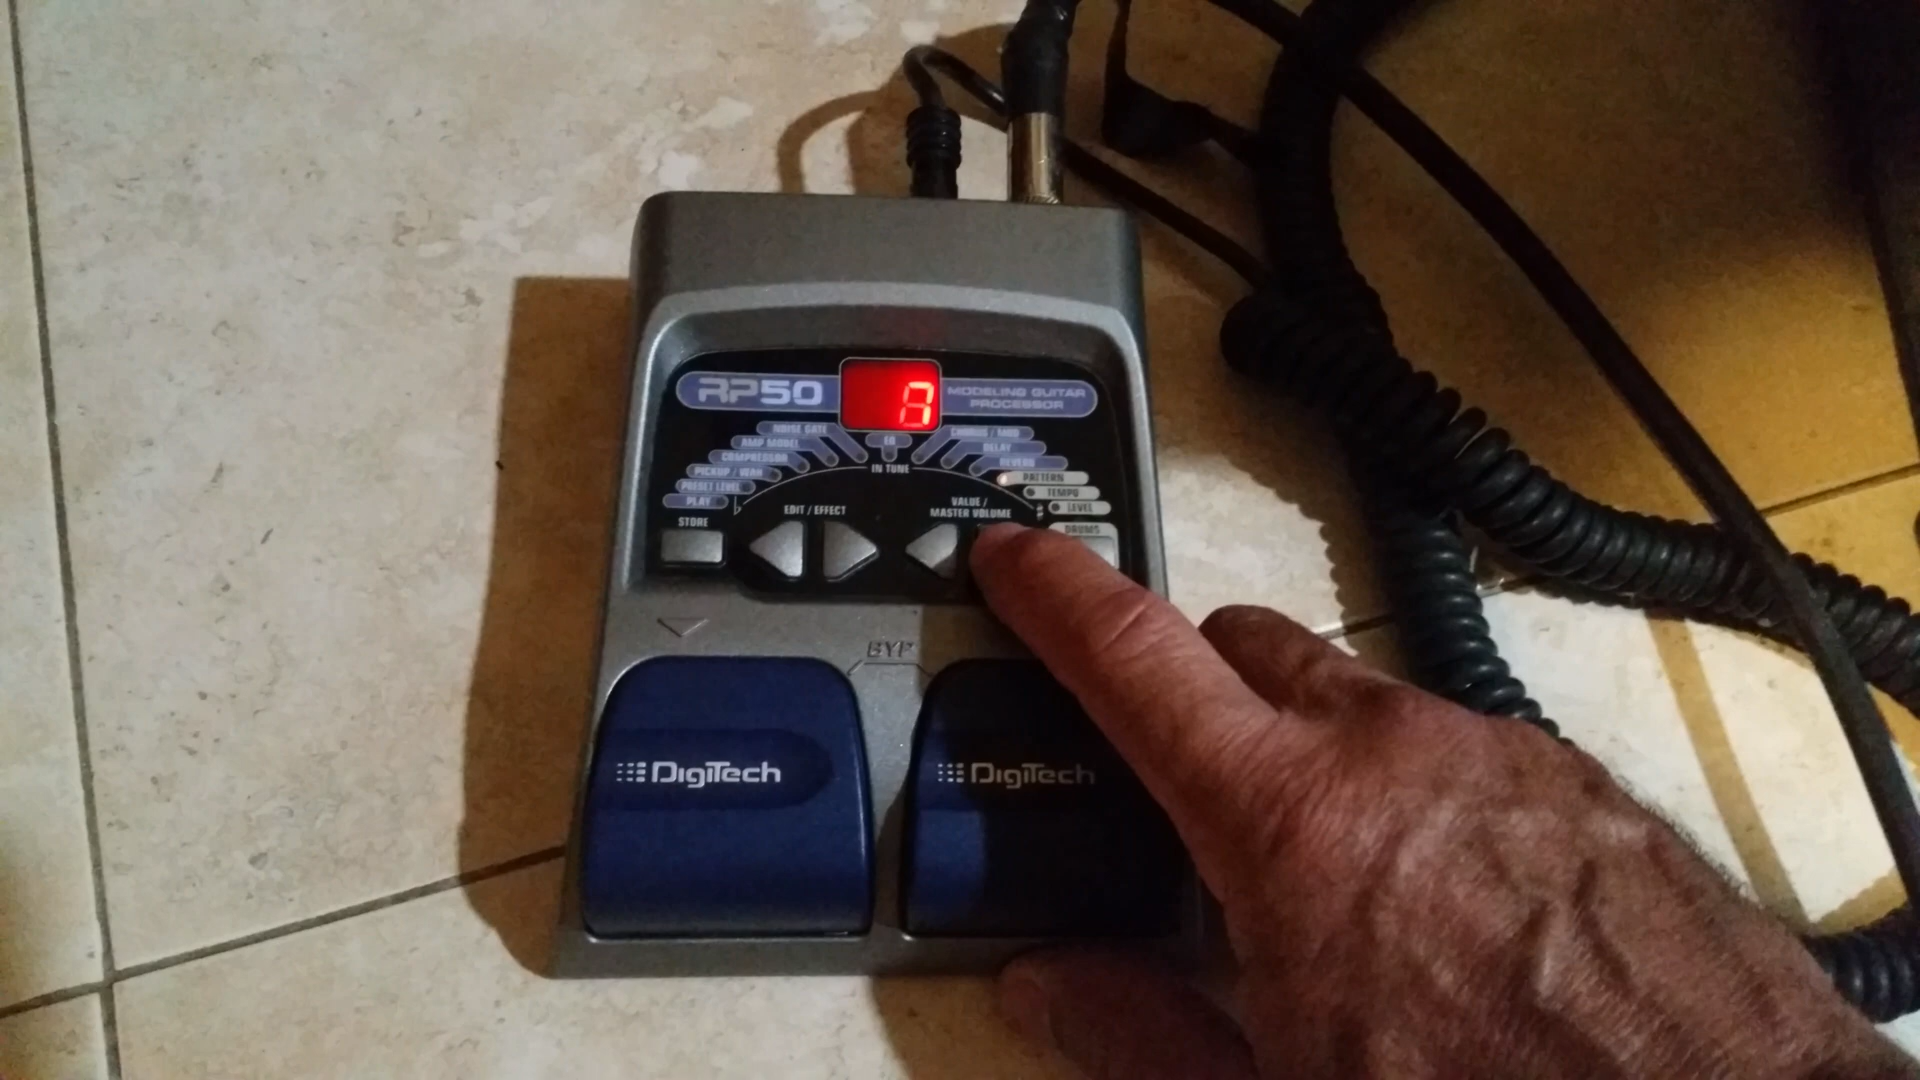 RP50
MODELING GUITAR
PROCESSOR
NOISE GATE
AMP MODEL
COMPRESSOR
PICKUP / WAH
PRESET LEVEL
PLAY
EQ
IN TUNE
CHORUS / MOD
DELAY
REVERB
PATTERN
TEMPO
LEVEL
STORE
EDIT / EFFECT
VALUE /
MASTER VOLUME
DRUMS
BYP
DigiTech
DigiTech